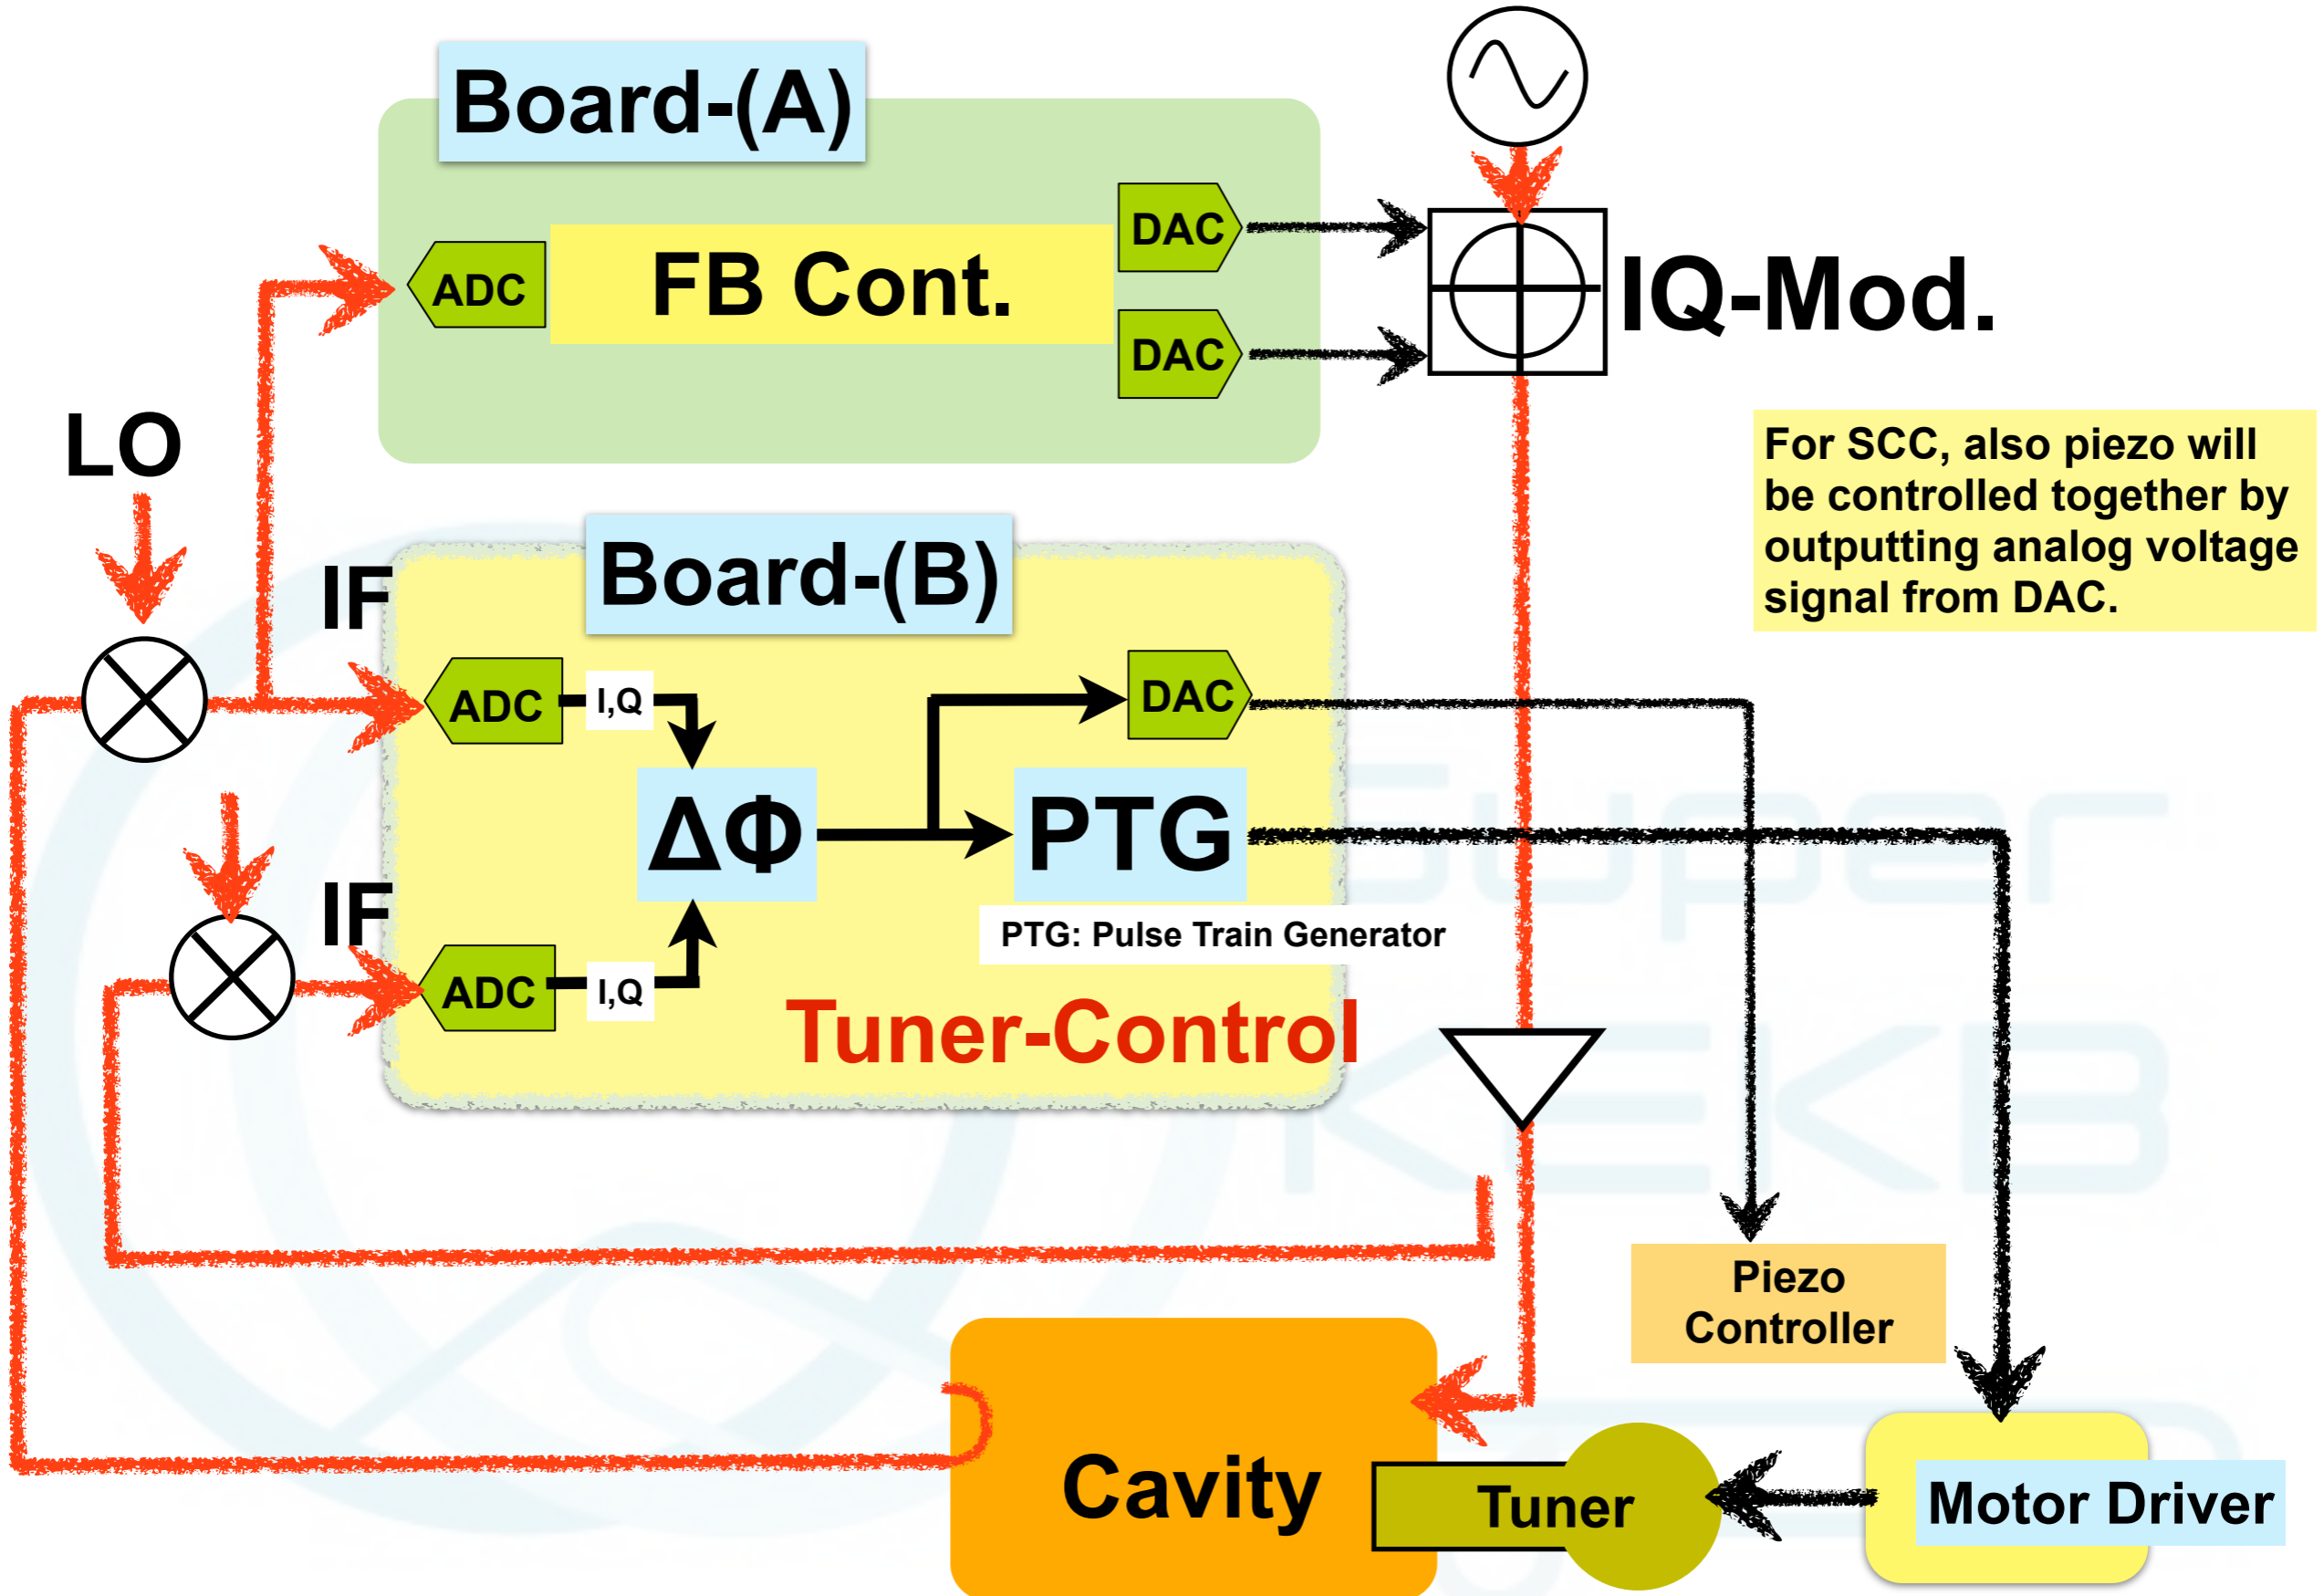 Board-(A)
ADC
FB Cont.
DAC
DAC
IQ-Mod.
LO
For SCC, also piezo will
be controlled together by
outputting analog voltage
signal from DAC.
IF
Board-(B)
ADC
I,Q
DAC
ΔΦ
PTG
PTG: Pulse Train Generator
IF
ADC
I,Q
Tuner-Control
Super
KEKB
Piezo
Controller
Cavity
Tuner
Motor Driver